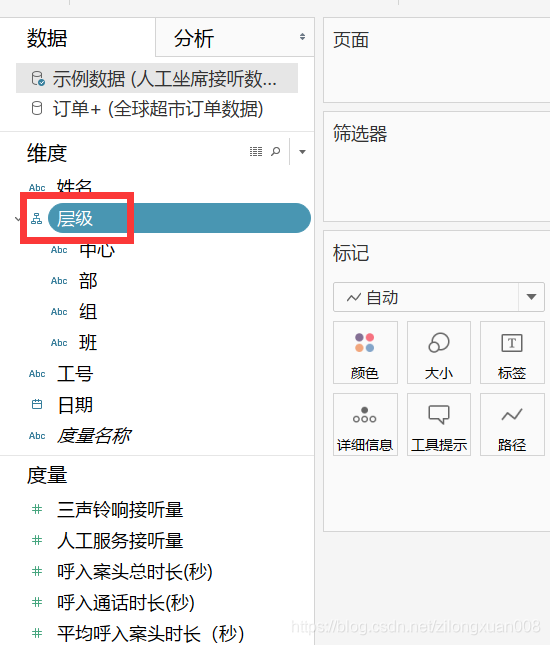 数据
分析
示例数据 (人工坐席接听数...
订单+ (全球超市订单数据)
维度
Abc 姓名
层级
Abc 中心
Abc 部
Abc 组
Abc 班
Abc 工号
日期
Abc 度量名称
度量
# 三声铃响接听量
# 人工服务接听量
# 呼入案头总时长(秒)
# 呼入通话时长(秒)
# 平均呼入案头时长（秒）
页面
筛选器
标记
自动
颜色
大小
T
标签
详细信息
工具提示
路径
https://blog.csdn.net/zilongxuan008